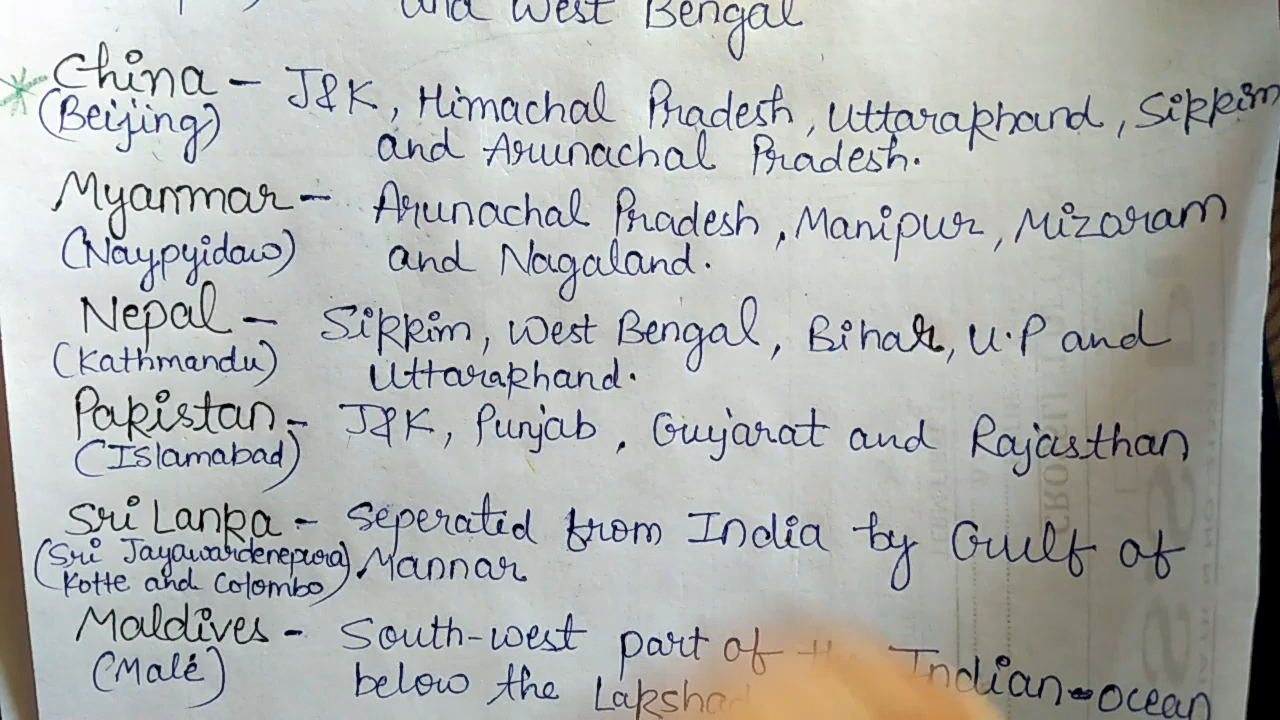 and West Bengal
China - J&K, Himachal Pradesh, Uttarakhand, Sikkim
(Beijing) and Arunachal Pradesh.
Myanmar - Arunachal Pradesh, Manipur, Mizoram
(Naypyidaw) and Nagaland.
Nepal - Sikkim, West Bengal, Bihar, U.P and
(Kathmandu) Uttarakhand.
Pakistan - J&K, Punjab, Gujarat and Rajasthan
(Islamabad)
Sri Lanka - Seperated from India by Gulf of
(Sri Jayawardenepura Mannar
Kotte and Colombo)
Maldives - South-west part of the Indian-ocean
(Malé) below the